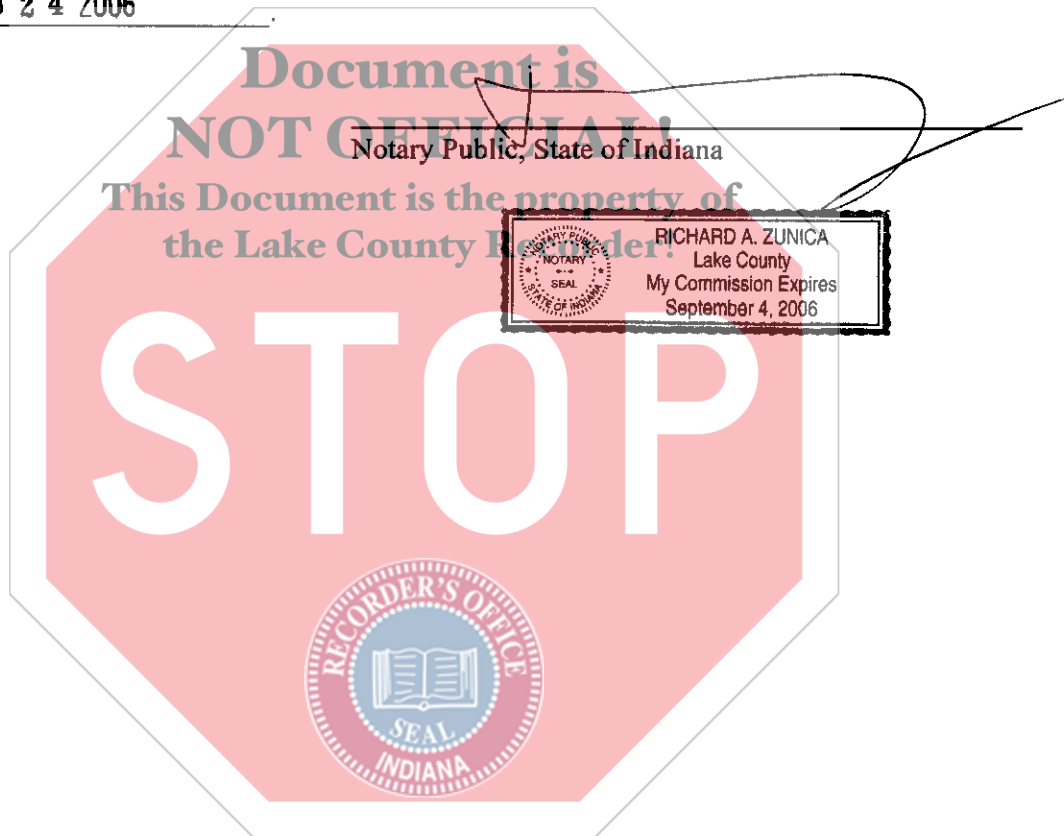 2 4 2006
Document is
NOT OFFICIAL!
Notary Public, State of Indiana
This Document is the property of
the Lake County Recorder!
NOTARY PUBLIC
NOTARY
SEAL
STATE OF INDIANA
RICHARD A. ZUNICA
Lake County
My Commission Expires
September 4, 2006
STOP
RECORDER'S OFFICE
SEAL
INDIANA